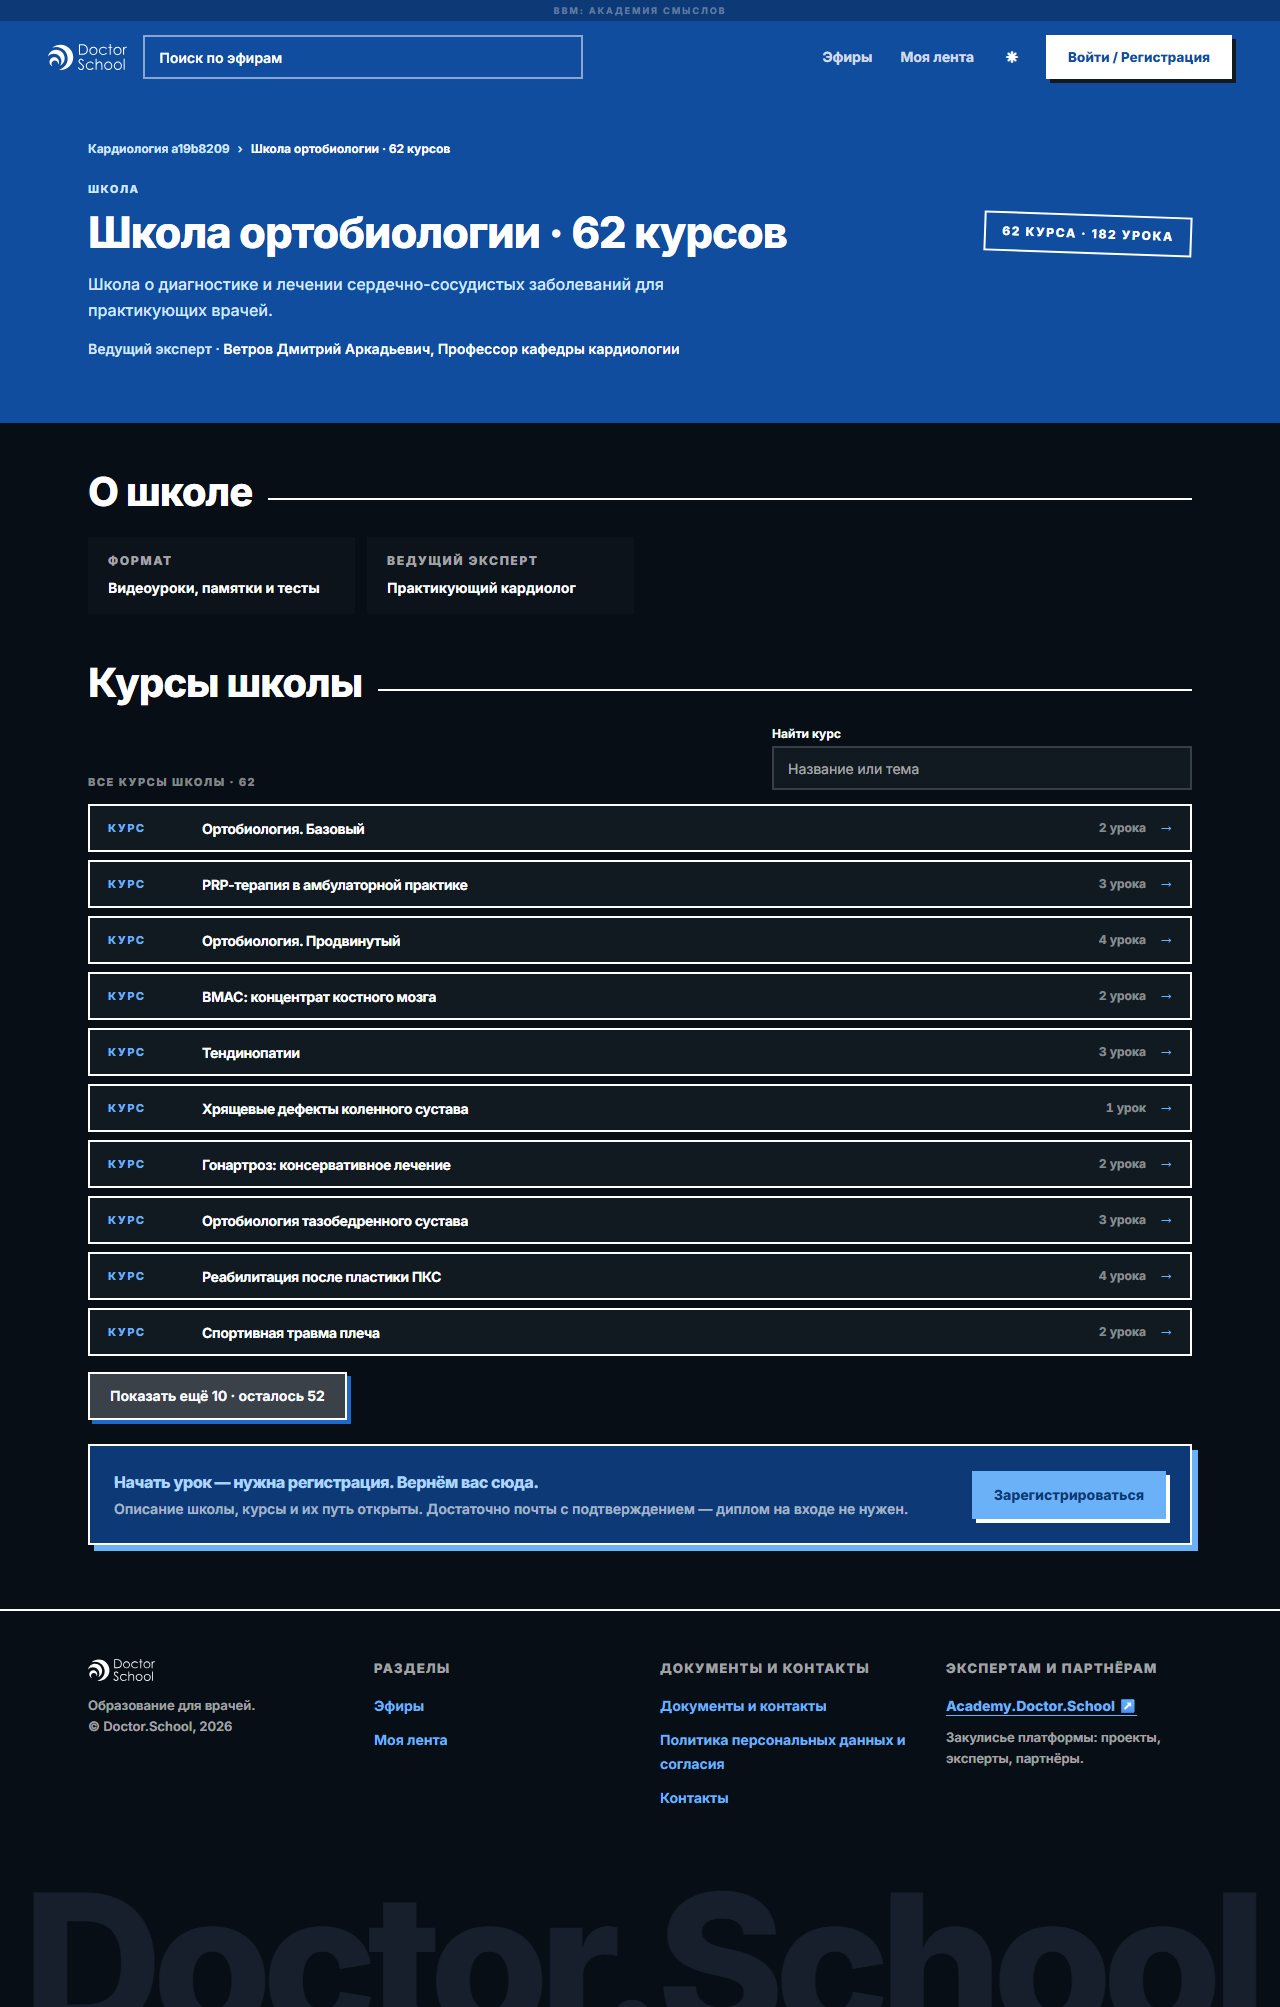 ВВМ: АКАДЕМИЯ СМЫСЛОВ
Doctor
School
Поиск по эфирам
Эфиры
Моя лента
Войти / Регистрация
Кардиология a19b8209 › Школа ортобиологии · 62 курсов
ШКОЛА
Школа ортобиологии · 62 курсов
62 КУРСА · 182 УРОКА
Школа о диагностике и лечении сердечно-сосудистых заболеваний для
практикующих врачей.
Ведущий эксперт · Ветров Дмитрий Аркадьевич, Профессор кафедры кардиологии
О школе
ФОРМАТ
Видеоуроки, памятки и тесты
ВЕДУЩИЙ ЭКСПЕРТ
Практикующий кардиолог
Курсы школы
Найти курс
ВСЕ КУРСЫ ШКОЛЫ · 62
Название или тема
КУРС Ортобиология. Базовый 2 урока →
КУРС PRP-терапия в амбулаторной практике 3 урока →
КУРС Ортобиология. Продвинутый 4 урока →
КУРС BMAC: концентрат костного мозга 2 урока →
КУРС Тендинопатии 3 урока →
КУРС Хрящевые дефекты коленного сустава 1 урок →
КУРС Гонартроз: консервативное лечение 2 урока →
КУРС Ортобиология тазобедренного сустава 3 урока →
КУРС Реабилитация после пластики ПКС 4 урока →
КУРС Спортивная травма плеча 2 урока →
Показать ещё 10 · осталось 52
Начать урок — нужна регистрация. Вернём вас сюда.
Описание школы, курсы и их путь открыты. Достаточно почты с подтверждением — диплом на входе не нужен.
Зарегистрироваться
Doctor
School
Образование для врачей.
© Doctor.School, 2026
РАЗДЕЛЫ
Эфиры
Моя лента
ДОКУМЕНТЫ И КОНТАКТЫ
Документы и контакты
Политика персональных данных и
согласия
Контакты
ЭКСПЕРТАМ И ПАРТНЁРАМ
Academy.Doctor.School ↗
Закулисье платформы: проекты,
эксперты, партнёры.
Doctor.School